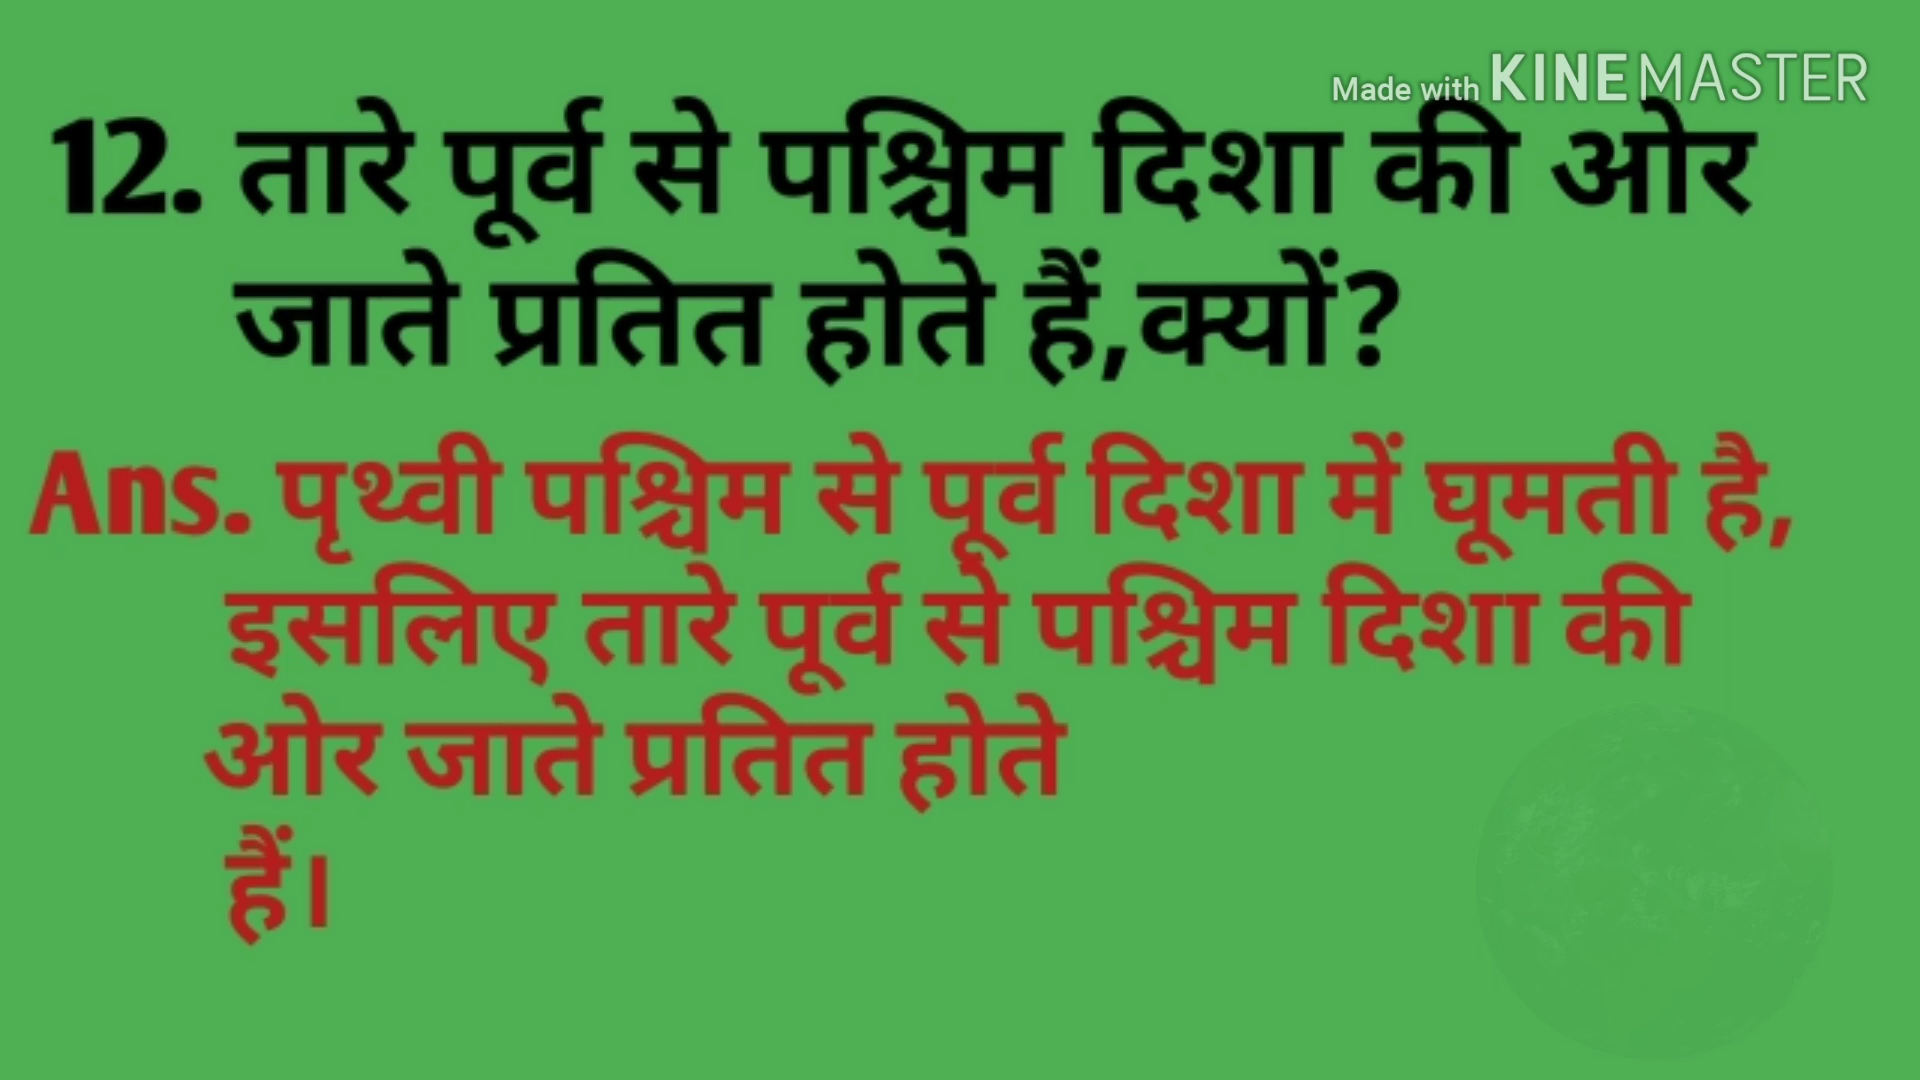 Made with KINEMASTER
12. तारे पूर्व से पश्चिम दिशा की ओर
जाते प्रतित होते हैं,क्यों?
Ans. पृथ्वी पश्चिम से पूर्व दिशा में घूमती है,
इसलिए तारे पूर्व से पश्चिम दिशा की
ओर जाते प्रतित होते
हैं।